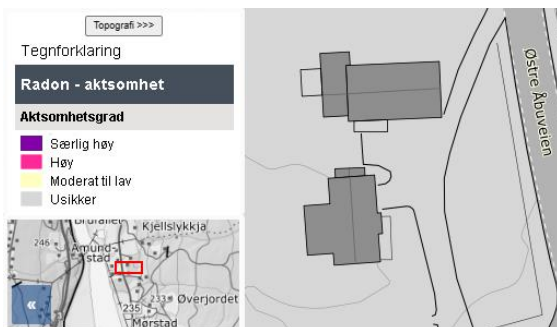 Topografi >>>
Tegnforklaring
Radon - aktsomhet
Aktsomhetsgrad
Særlig høy
Høy
Moderat til lav
Usikker
Kjellslykkja
246
Amund-
stad
233
Øverjordet
235
Mørstad
«
Østre Åbuveien